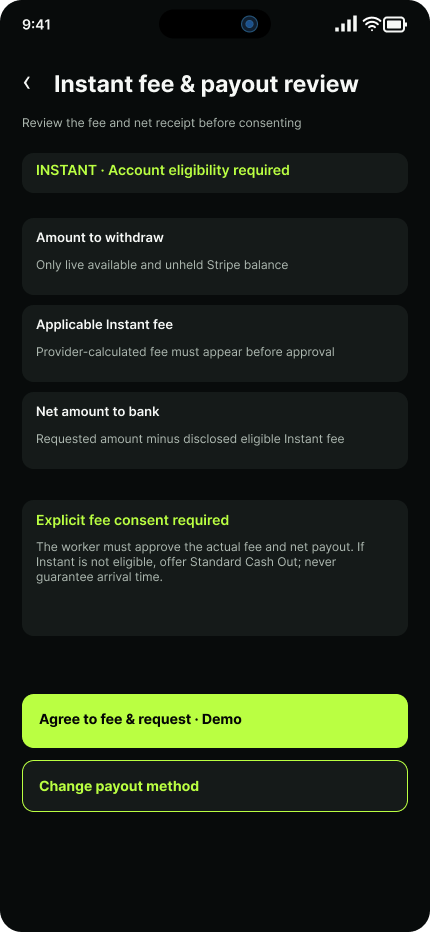 9:41
Instant fee & payout review
Review the fee and net receipt before consenting
INSTANT · Account eligibility required
Amount to withdraw
Only live available and unheld Stripe balance
Applicable Instant fee
Provider-calculated fee must appear before approval
Net amount to bank
Requested amount minus disclosed eligible Instant fee
Explicit fee consent required
The worker must approve the actual fee and net payout. If
Instant is not eligible, offer Standard Cash Out; never
guarantee arrival time.
Agree to fee & request · Demo
Change payout method